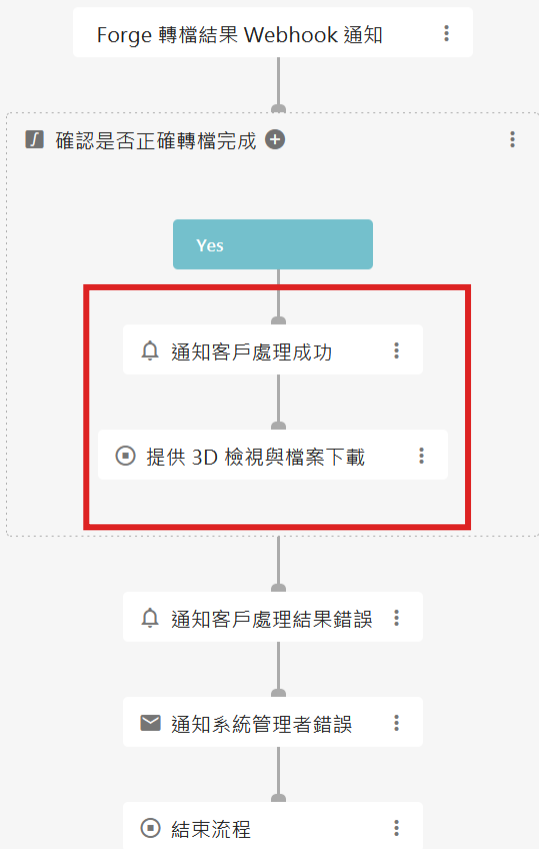 Forge 轉檔結果 Webhook 通知
確認是否正確轉檔完成
Yes
通知客戶處理成功
提供 3D 檢視與檔案下載
通知客戶處理結果錯誤
通知系統管理者錯誤
結束流程